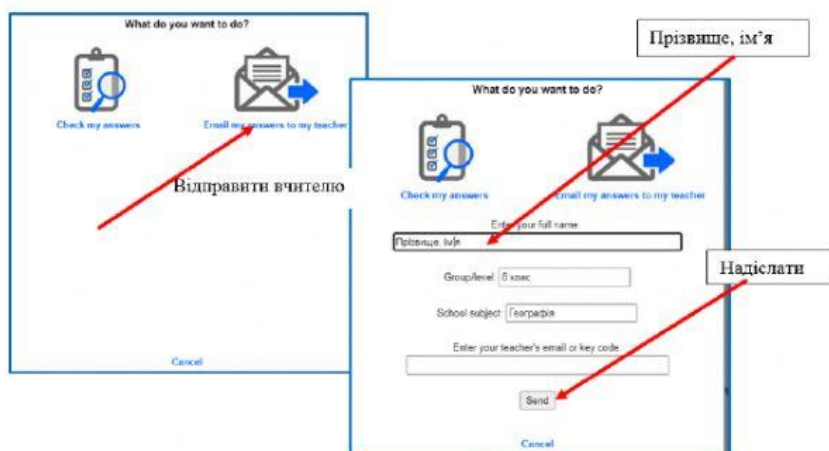 What do you want to do?
Check my answers
Email my answers to my teacher
Відправити вчителю
Cancel
Прізвище, ім’я
What do you want to do?
Check my answers
Email my answers to my teacher
Enter your full name:
Прізвище, ім'я
Group/level: 8 клас
School subject: Географія
Enter your teacher's email or key code
Надіслати
Send
Cancel